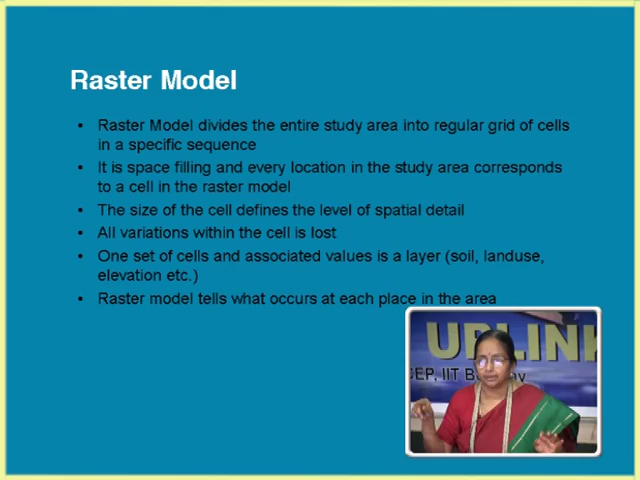 Raster Model
• Raster Model divides the entire study area into regular grid of cells
in a specific sequence
• It is space filling and every location in the study area corresponds
to a cell in the raster model
• The size of the cell defines the level of spatial detail
• All variations within the cell is lost
• One set of cells and associated values is a layer (soil, landuse,
elevation etc.)
• Raster model tells what occurs at each place in the area
UPLINK
DEP, IIT